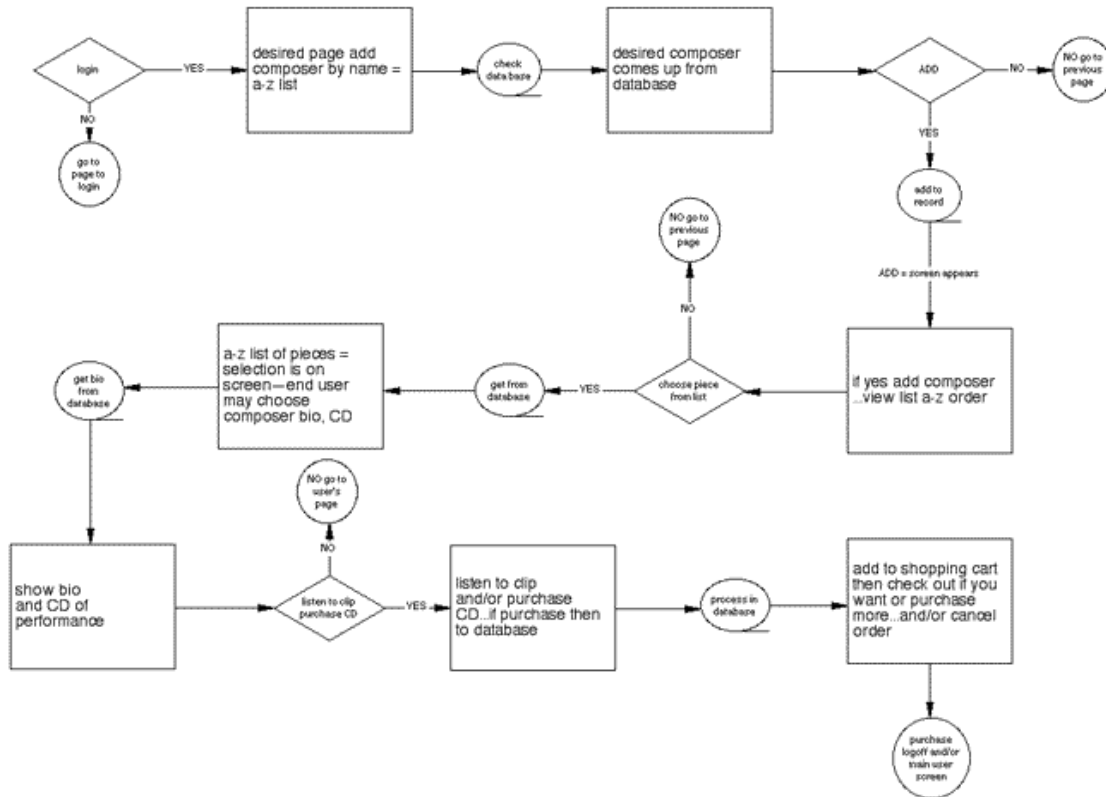 login
YES
desired page add
composer by name =
a-z list
check
data base
desired composer
comes up from
database
ADD
NO
NO go to
previous
page
NO
go to
page to
login
YES
add to
record
ADD = screen appears
NO go to
previous
page
NO
if yes add composer
...view list a-z order
choose piece
from list
YES
get from
database
a-z list of pieces =
selection is on
screen—end user
may choose
composer bio, CD
get bio
from
database
NO go to
user's
page
NO
show bio
and CD of
performance
listen to clip
purchase CD
YES
listen to clip
and/or purchase
CD...if purchase then
to database
process in
database
add to shopping cart
then check out if you
want or purchase
more...and/or cancel
order
purchase
logoff and/or
main user
screen